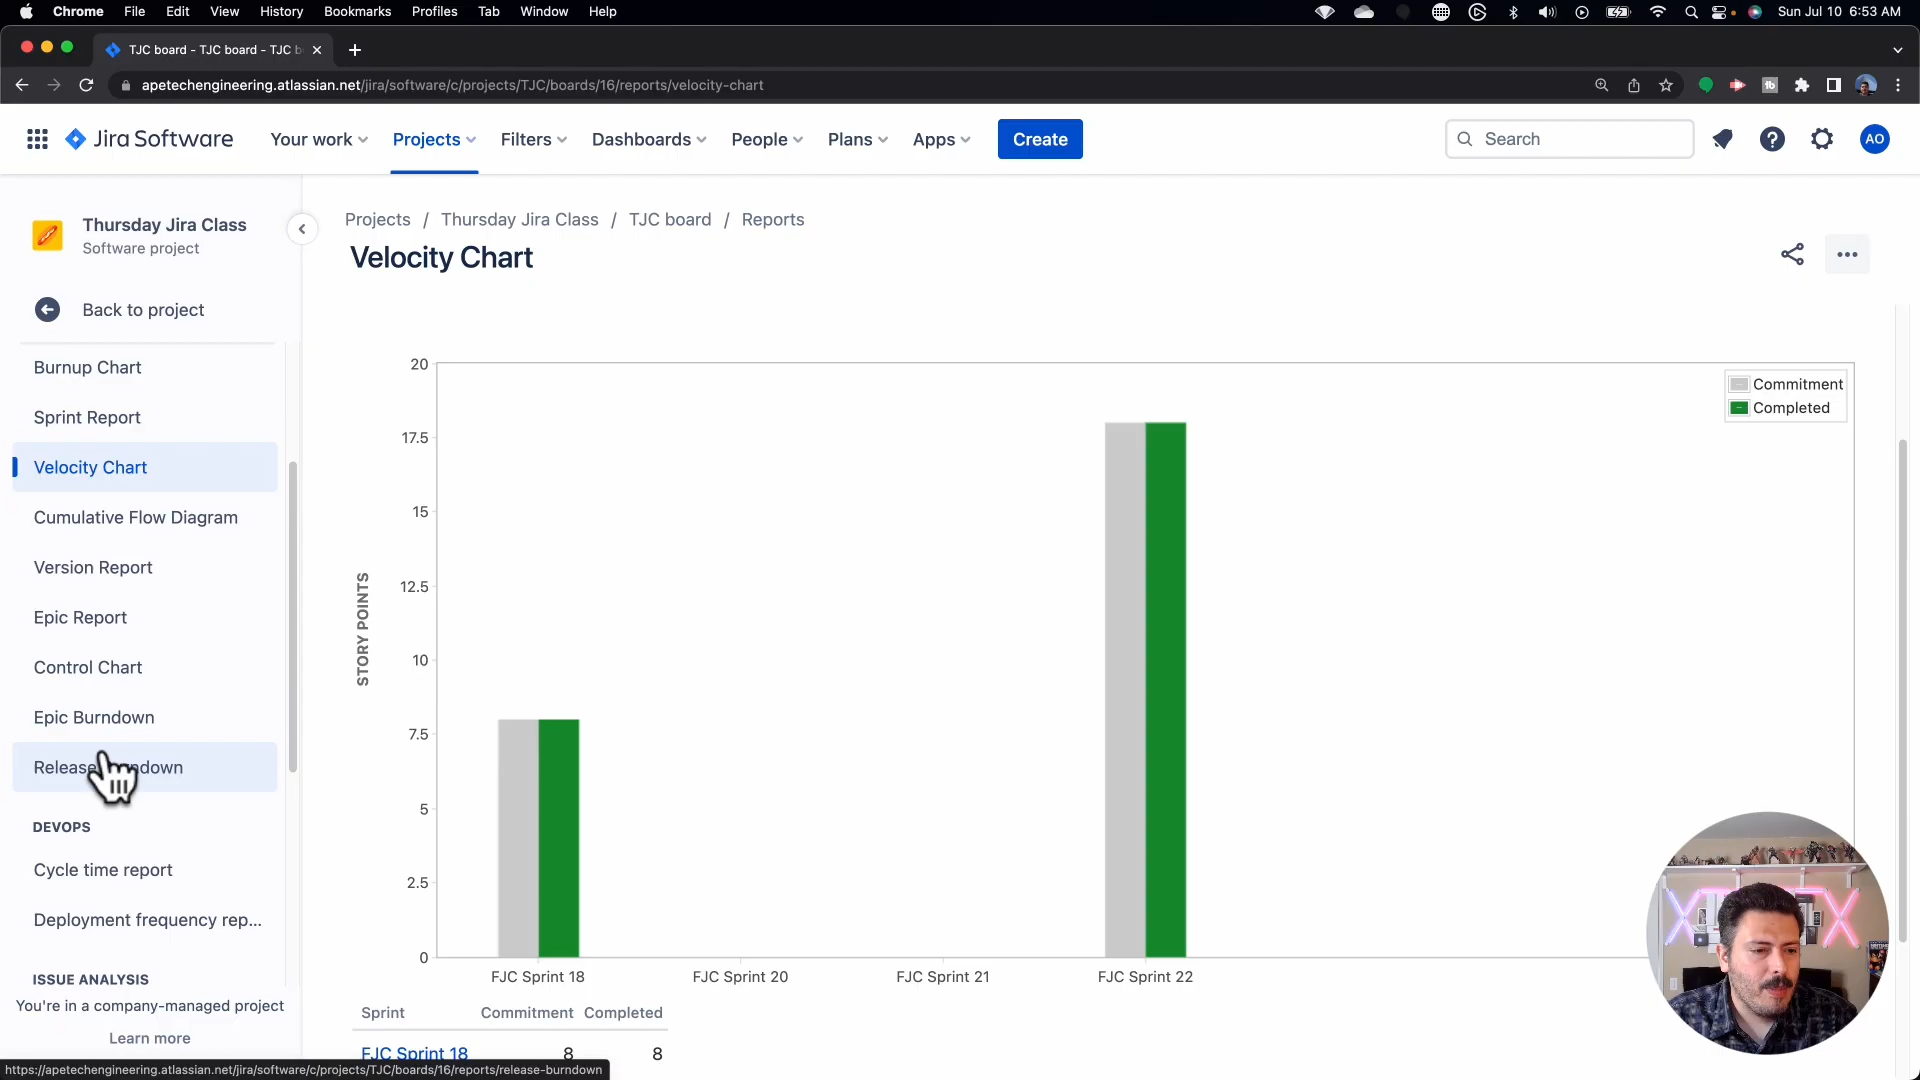 Chrome File Edit View History Bookmarks Profiles Tab Window Help Sun Jul 10 6:53 AM
TJC board - TJC board - TJC b
apetechengineering.atlassian.net/jira/software/c/projects/TJC/boards/16/reports/velocity-chart
Jira Software Your work Projects Filters Dashboards People Plans Apps Create Search AO
Thursday Jira Class
Software project
Back to project
Burnup Chart
Sprint Report
Velocity Chart
Cumulative Flow Diagram
Version Report
Epic Report
Control Chart
Epic Burndown
Release Burndown
DEVOPS
Cycle time report
Deployment frequency rep...
ISSUE ANALYSIS
You're in a company-managed project
Learn more
Projects / Thursday Jira Class / TJC board / Reports
Velocity Chart
Commitment
Completed
STORY POINTS
20
17.5
15
12.5
10
7.5
5
2.5
0
FJC Sprint 18 FJC Sprint 20 FJC Sprint 21 FJC Sprint 22
Sprint Commitment Completed
FJC Sprint 18 8 8
https://apetechengineering.atlassian.net/jira/software/c/projects/TJC/boards/16/reports/release-burndown